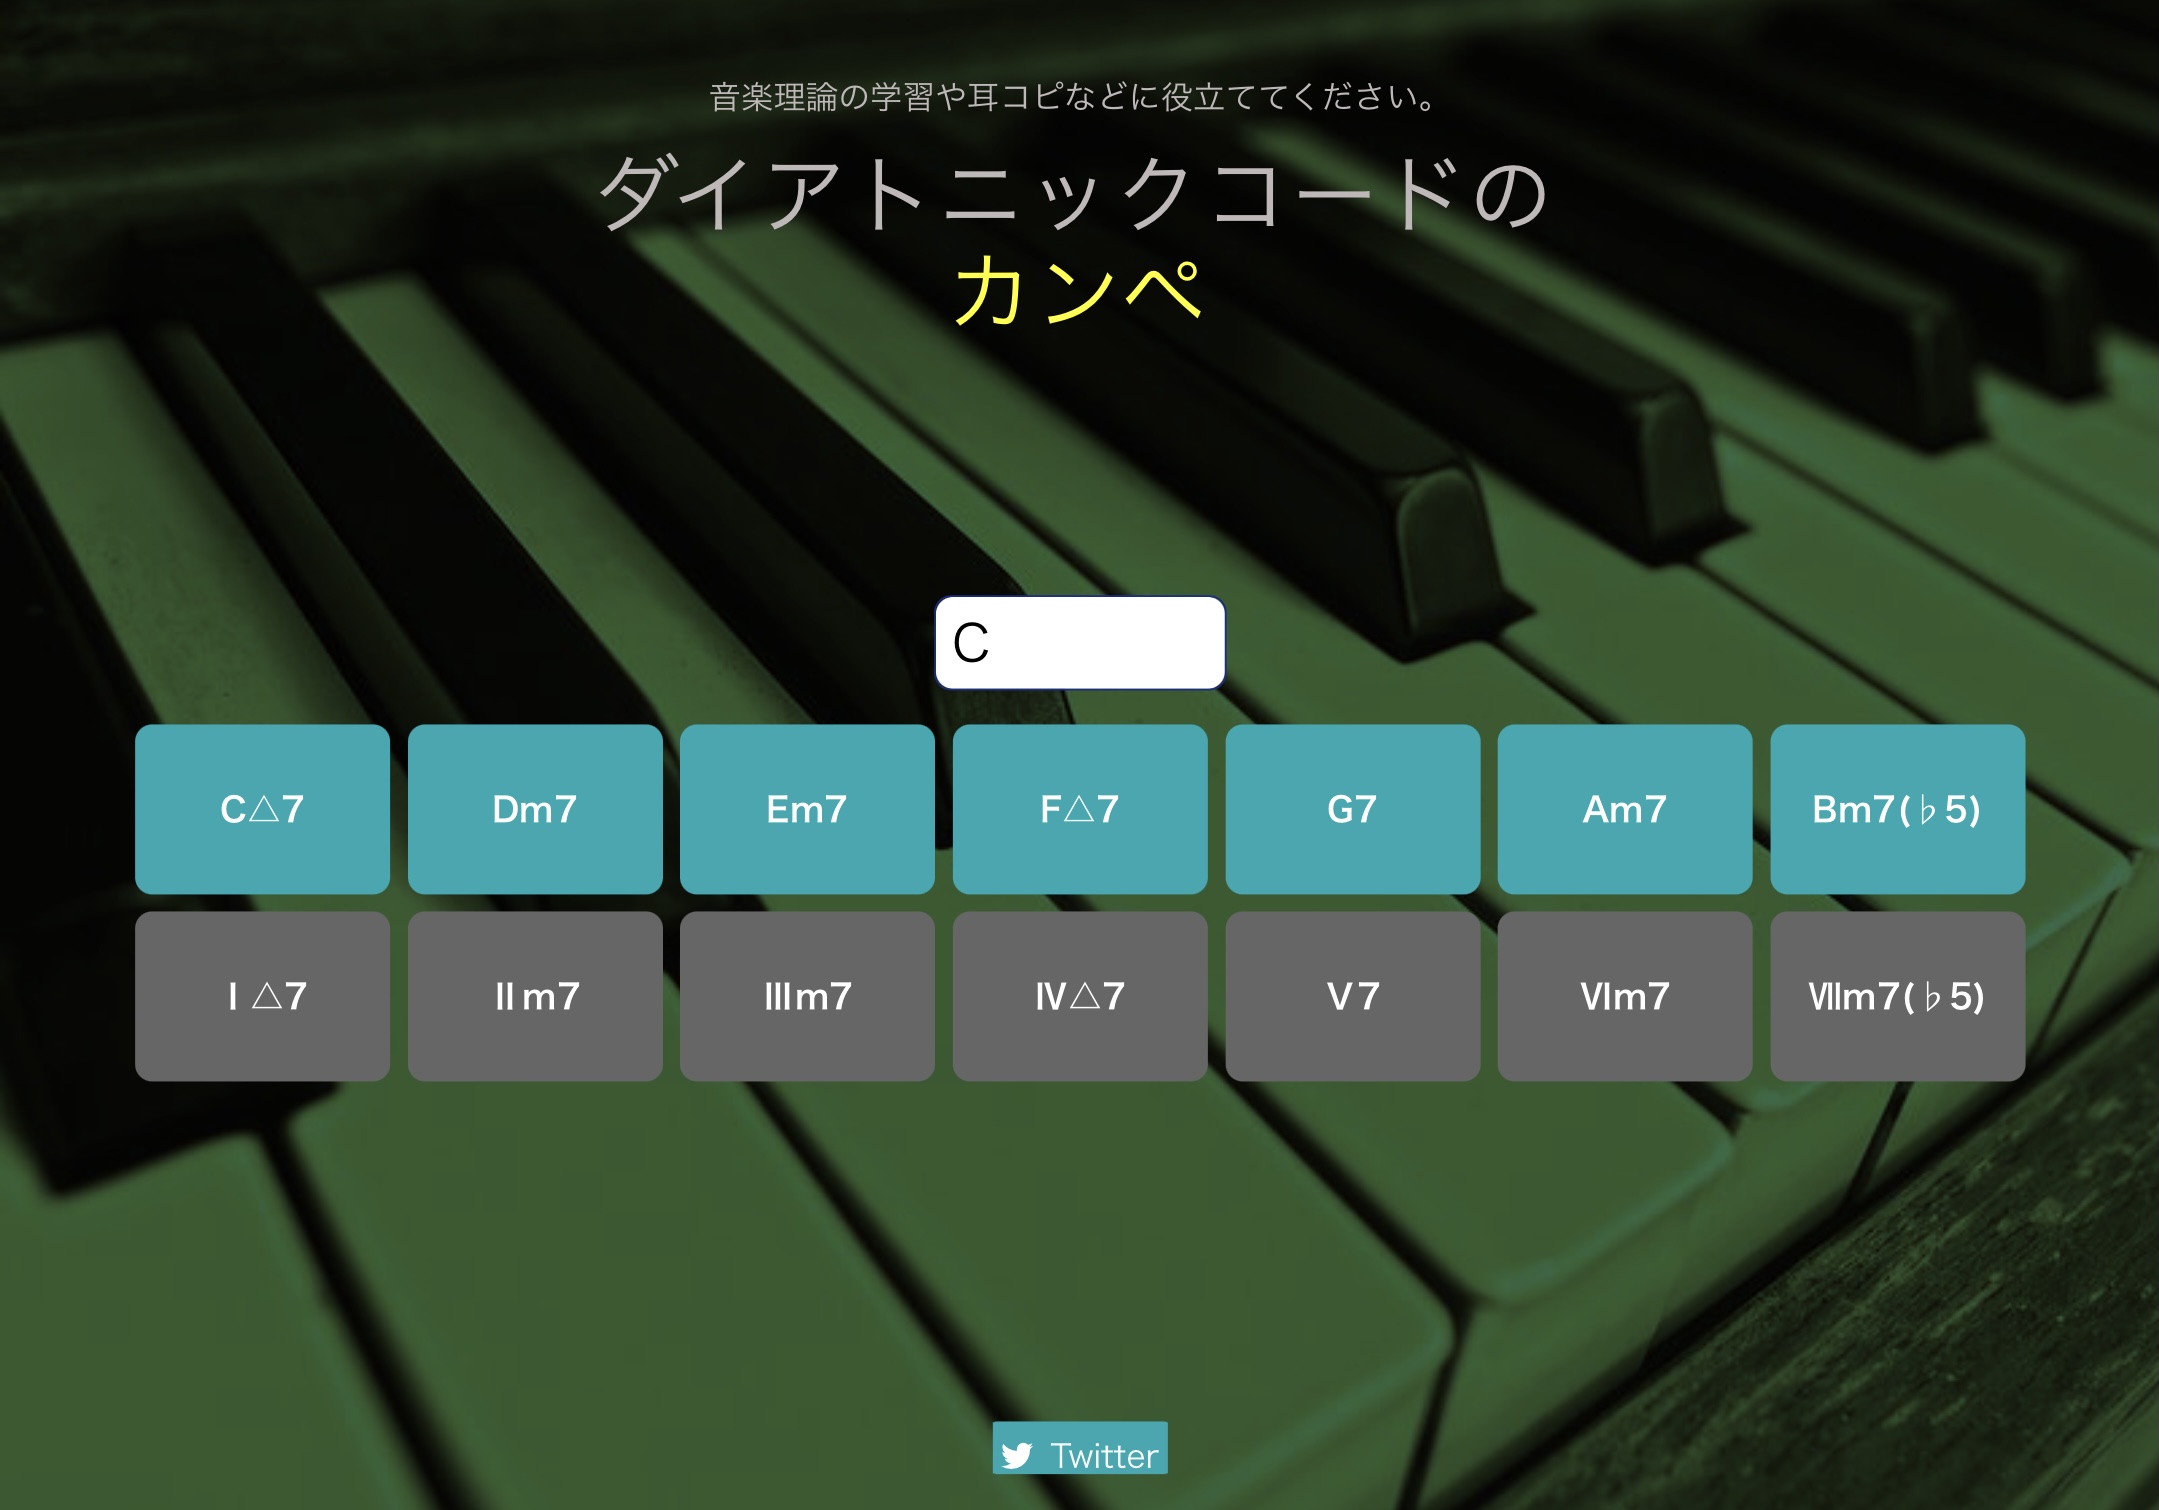 音楽理論の学習や耳コピなどに役立ててください。
ダイアトニックコードの
カンペ
C
C△7 Dm7 Em7 F△7 G7 Am7 Bm7(♭5)
Ⅰ△7 Ⅱm7 Ⅲm7 Ⅳ△7 Ⅴ7 Ⅵm7 Ⅶm7(♭5)
Twitter